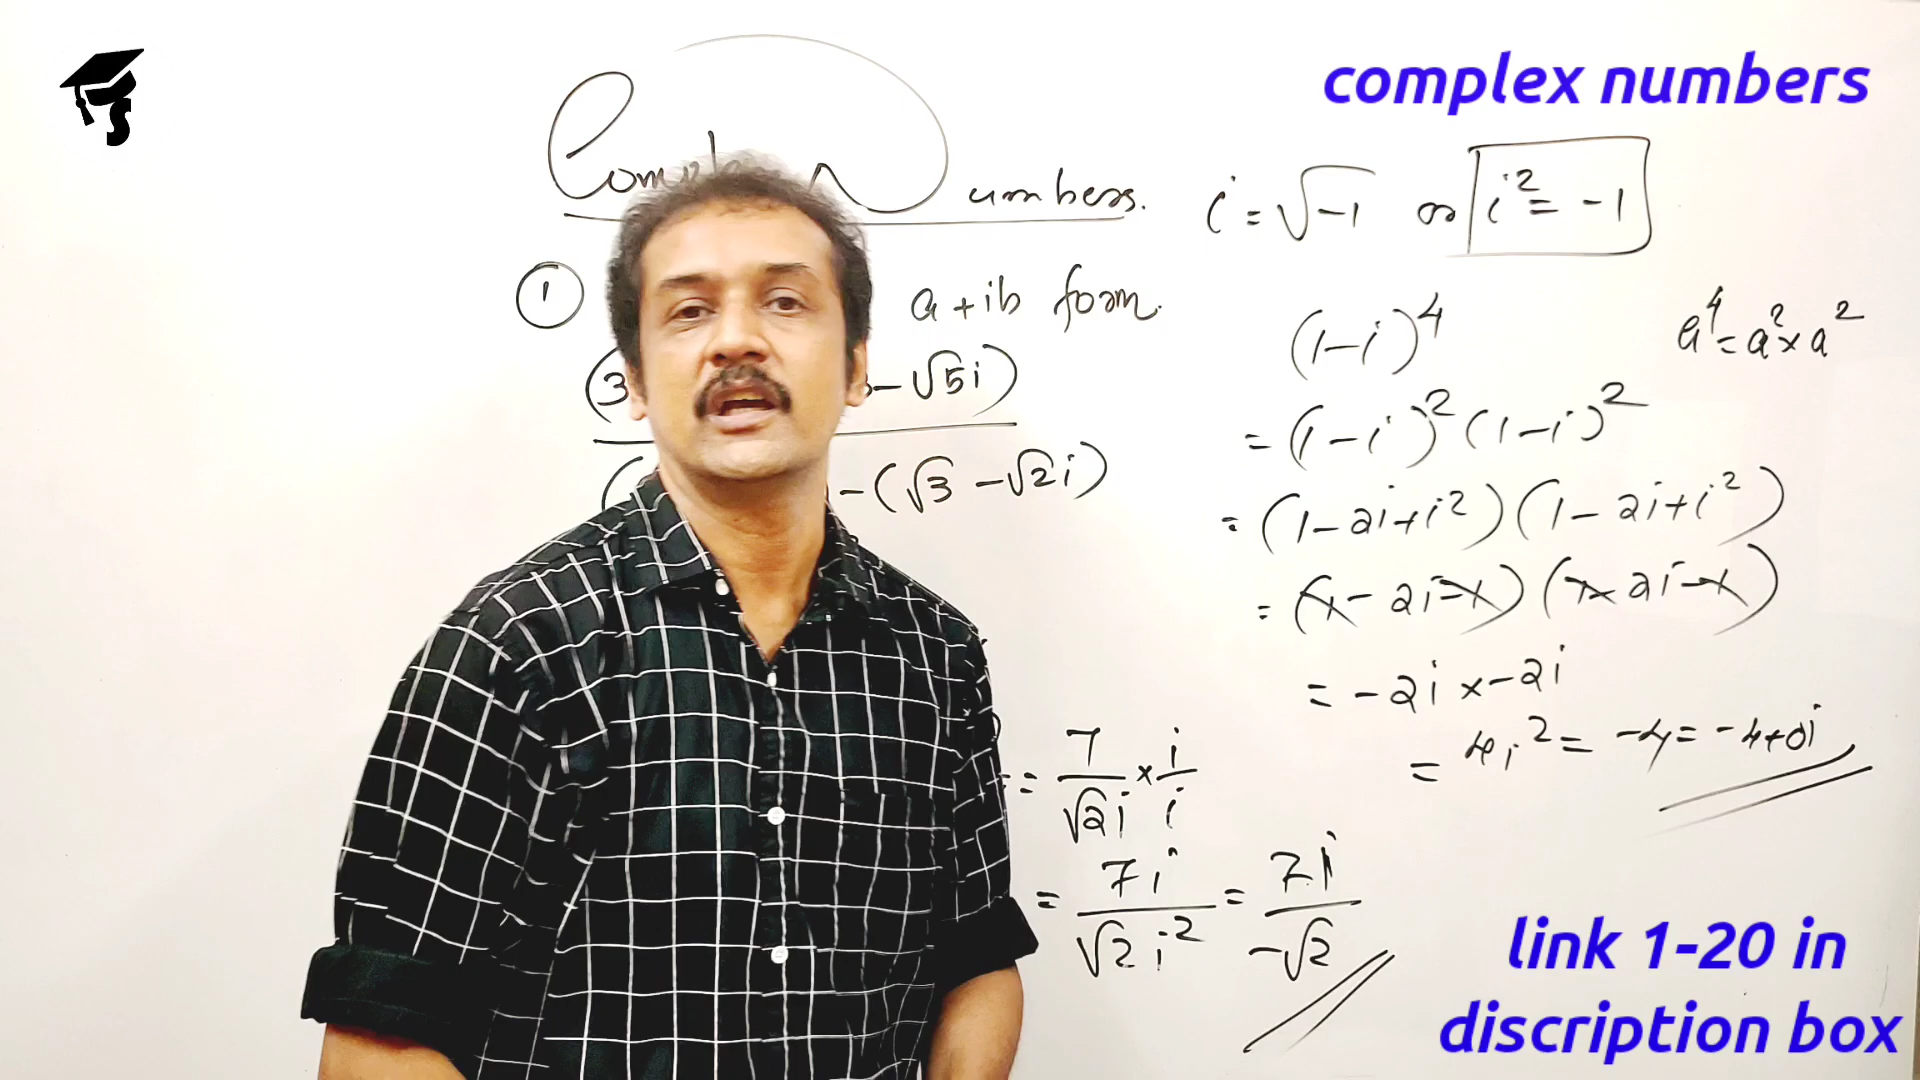 complex numbers
Complex Numbers.
i = √-1 or i² = -1
① a + ib form.
(3 - √5i)
- (√3 - √2i)
(1-i)⁴
a⁴ = a² × a²
= (1-i)² (1-i)²
= (1 - 2i + i²) (1 - 2i + i²)
= (1 - 2i - 1) (1 - 2i - 1)
= -2i × -2i
= 4i² = -4 = -4+0i
= 7/√2i × i/i
= 7i/√2i² = 7i/-√2
link 1-20 in
discription box